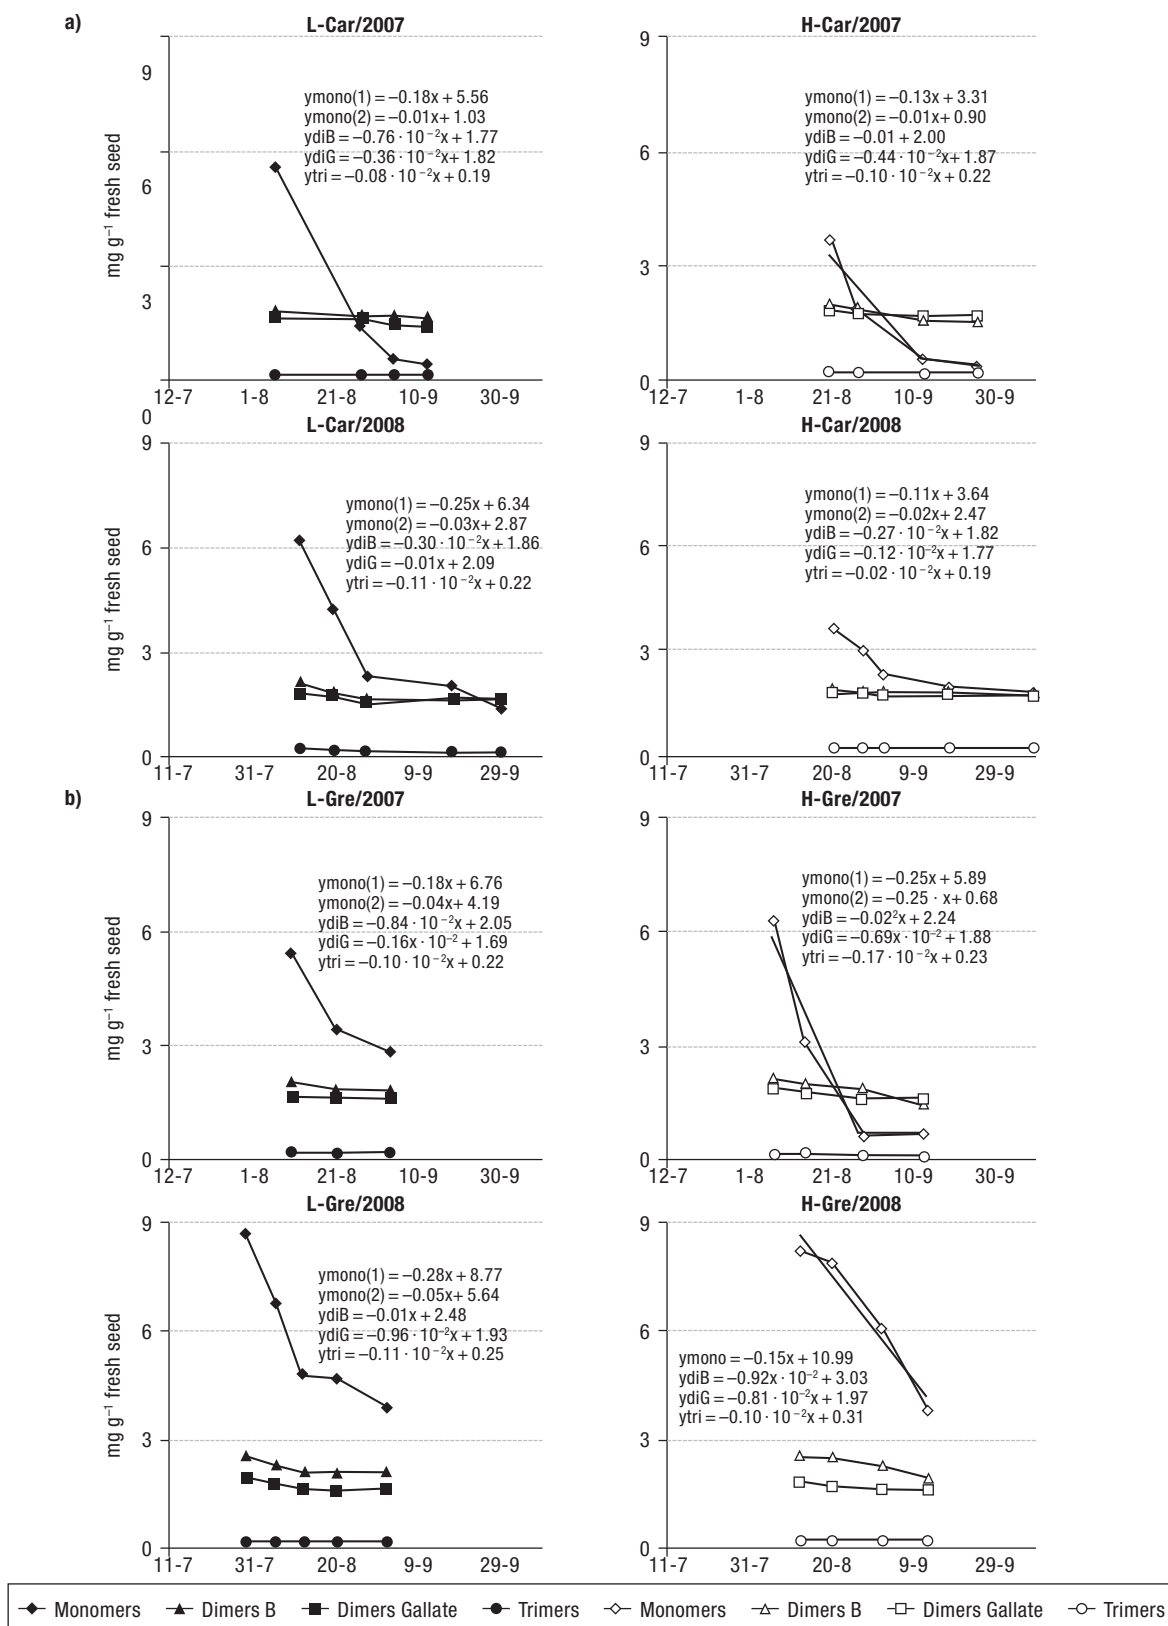 a)
L-Car/2007
9
6
3
0
mg g⁻¹ fresh seed
ymono(1) = –0.18x + 5.56
ymono(2) = –0.01x + 1.03
ydiB = –0.76 · 10⁻²x + 1.77
ydiG = –0.36 · 10⁻²x + 1.82
ytri = –0.08 · 10⁻²x + 0.19
12-7 1-8 21-8 10-9 30-9
H-Car/2007
9
6
3
0
ymono(1) = –0.13x + 3.31
ymono(2) = –0.01x + 0.90
ydiB = –0.01 + 2.00
ydiG = –0.44 · 10⁻²x + 1.87
ytri = –0.10 · 10⁻²x + 0.22
12-7 1-8 21-8 10-9 30-9
L-Car/2008
9
6
3
0
mg g⁻¹ fresh seed
ymono(1) = –0.25x + 6.34
ymono(2) = –0.03x + 2.87
ydiB = –0.30 · 10⁻²x + 1.86
ydiG = –0.01x + 2.09
ytri = –0.11 · 10⁻²x + 0.22
11-7 31-7 20-8 9-9 29-9
H-Car/2008
9
6
3
0
ymono(1) = –0.11x + 3.64
ymono(2) = –0.02x + 2.47
ydiB = –0.27 · 10⁻²x + 1.82
ydiG = –0.12 · 10⁻²x + 1.77
ytri = –0.02 · 10⁻²x + 0.19
11-7 31-7 20-8 9-9 29-9
b)
L-Gre/2007
9
6
3
0
mg g⁻¹ fresh seed
ymono(1) = –0.18x + 6.76
ymono(2) = –0.04x + 4.19
ydiB = –0.84 · 10⁻²x + 2.05
ydiG = –0.16x · 10⁻² + 1.69
ytri = –0.10 · 10⁻²x + 0.22
12-7 1-8 21-8 10-9 30-9
H-Gre/2007
9
6
3
0
ymono(1) = –0.25x + 5.89
ymono(2) = –0.25 · x + 0.68
ydiB = –0.02²x + 2.24
ydiG = –0.69x · 10⁻² + 1.88
ytri = –0.17 · 10⁻²x + 0.23
12-7 1-8 21-8 10-9 30-9
L-Gre/2008
9
6
3
0
mg g⁻¹ fresh seed
ymono(1) = –0.28x + 8.77
ymono(2) = –0.05x + 5.64
ydiB = –0.01x + 2.48
ydiG = –0.96 · 10⁻²x + 1.93
ytri = –0.11 · 10⁻²x + 0.25
11-7 31-7 20-8 9-9 29-9
H-Gre/2008
9
6
3
0
ymono = –0.15x + 10.99
ydiB = –0.92x · 10⁻² + 3.03
ydiG = –0.81 · 10⁻²x + 1.97
ytri = –0.10 · 10⁻²x + 0.31
11-7 31-7 20-8 9-9 29-9
Monomers Dimers B Dimers Gallate Trimers Monomers Dimers B Dimers Gallate Trimers